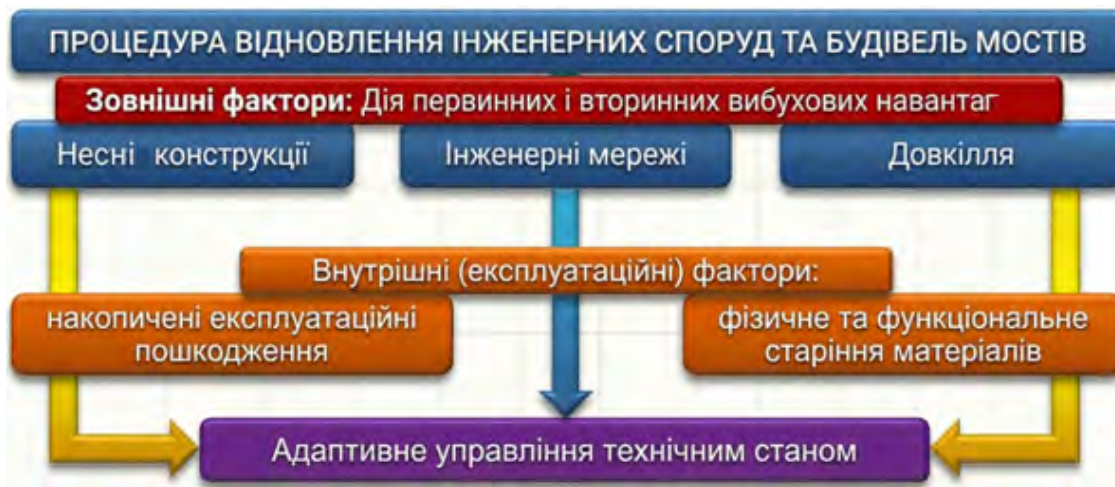 ПРОЦЕДУРА ВІДНОВЛЕННЯ ІНЖЕНЕРНИХ СПОРУД ТА БУДІВЕЛЬ МОСТІВ
Зовнішні фактори: Дія первинних і вторинних вибухових навантаг
Несні конструкції
Інженерні мережі
Довкілля
Внутрішні (експлуатаційні) фактори:
накопичені експлуатаційні
пошкодження
фізичне та функціональне
старіння матеріалів
Адаптивне управління технічним станом